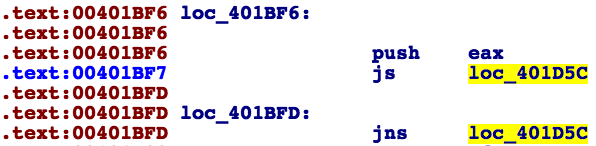 .text:00401BF6 loc_401BF6:
.text:00401BF6
.text:00401BF6 push eax
.text:00401BF7 js loc_401D5C
.text:00401BFD
.text:00401BFD loc_401BFD:
.text:00401BFD jns loc_401D5C